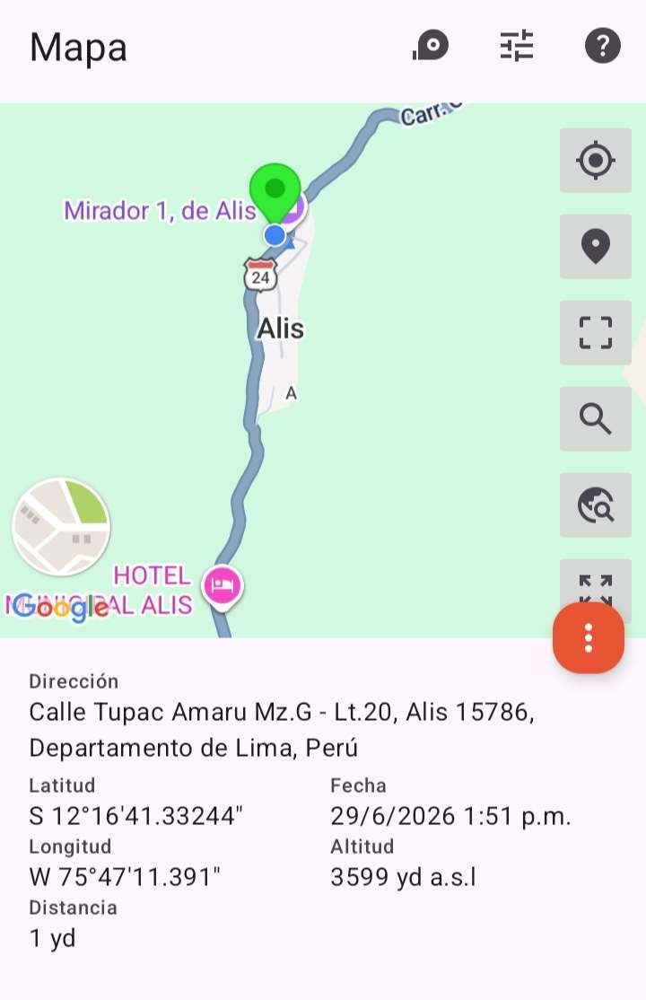 Mapa
Carr. C
Mirador 1, de Alis
24
Alis
A
HOTEL
MUNICIPAL ALIS
Google
Dirección
Calle Tupac Amaru Mz.G - Lt.20, Alis 15786,
Departamento de Lima, Perú
Latitud
S 12°16'41.33244"
Fecha
29/6/2026 1:51 p.m.
Longitud
W 75°47'11.391"
Altitud
3599 yd a.s.l
Distancia
1 yd